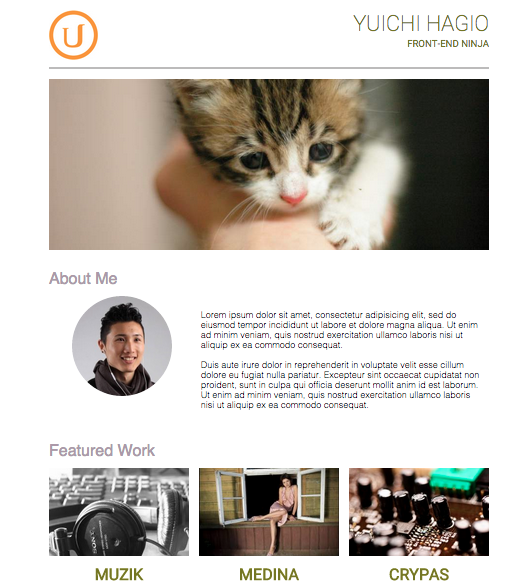 U
YUICHI HAGIO
FRONT-END NINJA
About Me
Lorem ipsum dolor sit amet, consectetur adipisicing elit, sed do
eiusmod tempor incididunt ut labore et dolore magna aliqua. Ut enim
ad minim veniam, quis nostrud exercitation ullamco laboris nisi ut
aliquip ex ea commodo consequat.
Duis aute irure dolor in reprehenderit in voluptate velit esse cillum
dolore eu fugiat nulla pariatur. Excepteur sint occaecat cupidatat non
proident, sunt in culpa qui officia deserunt mollit anim id est laborum.
Ut enim ad minim veniam, quis nostrud exercitation ullamco laboris
nisi ut aliquip ex ea commodo consequat.
Featured Work
SONY
MUZIK
MEDINA
CRYPAS